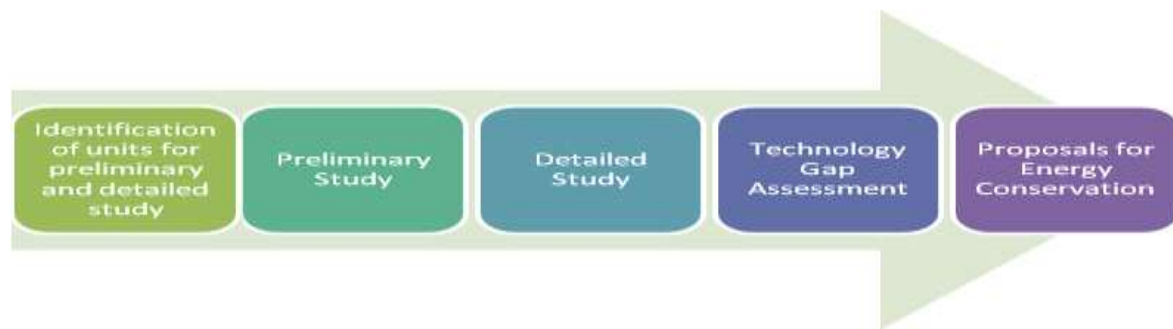 Identification
of units for
preliminary
and detailed
study
Preliminary
Study
Detailed
Study
Technology
Gap
Assessment
Proposals for
Energy
Conservation